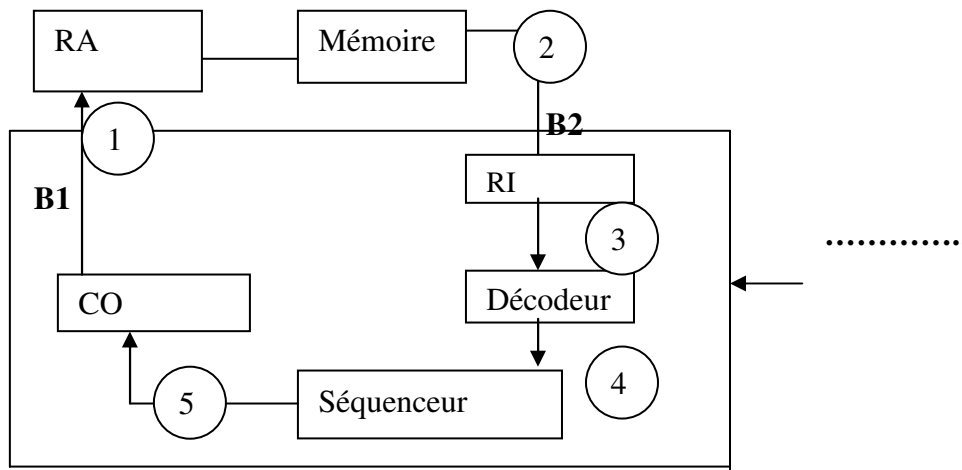 RA
Mémoire
2
1
B2
B1
RI
3
.............
CO
Décodeur
4
5
Séquenceur